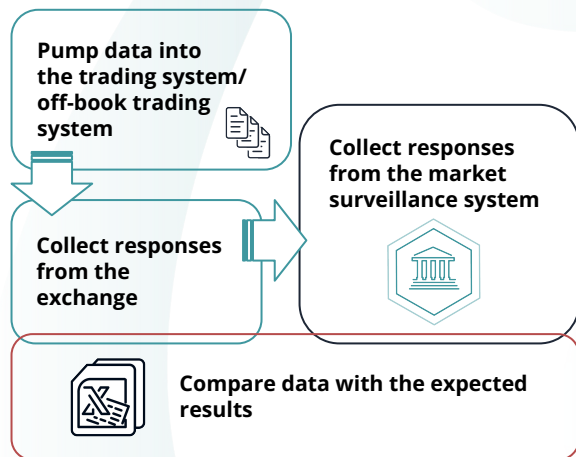 Pump data into
the trading system/
off-book trading
system
Collect responses
from the market
surveillance system
Collect responses
from the
exchange
X
Compare data with the expected
results